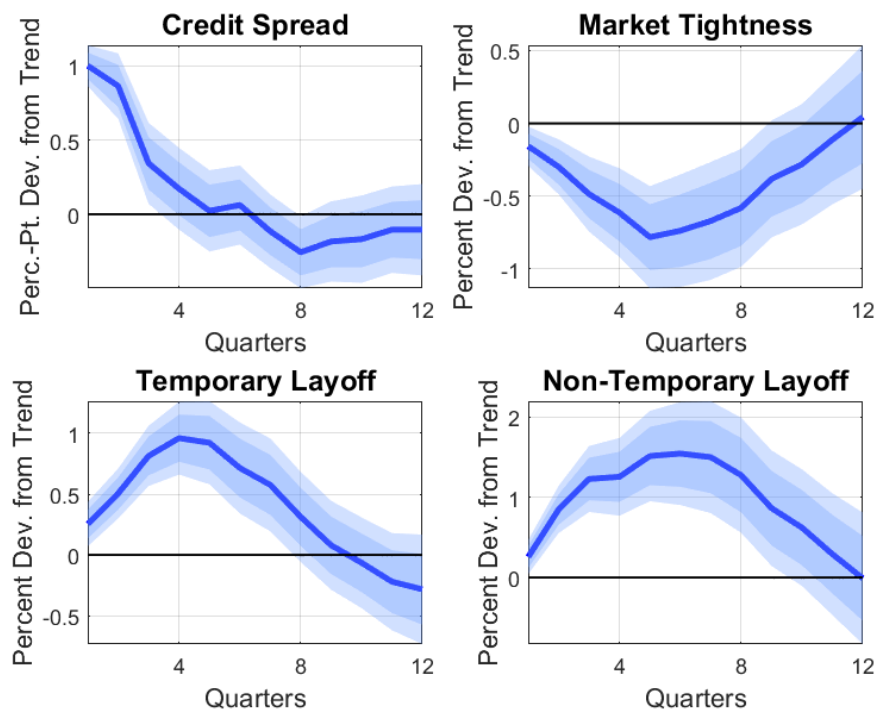 Credit Spread
Perc.-Pt. Dev. from Trend
1
0.5
0
4
8
12
Quarters
Market Tightness
Percent Dev. from Trend
0.5
0
-0.5
-1
4
8
12
Quarters
Temporary Layoff
Percent Dev. from Trend
1
0.5
0
-0.5
4
8
12
Quarters
Non-Temporary Layoff
Percent Dev. from Trend
2
1
0
4
8
12
Quarters